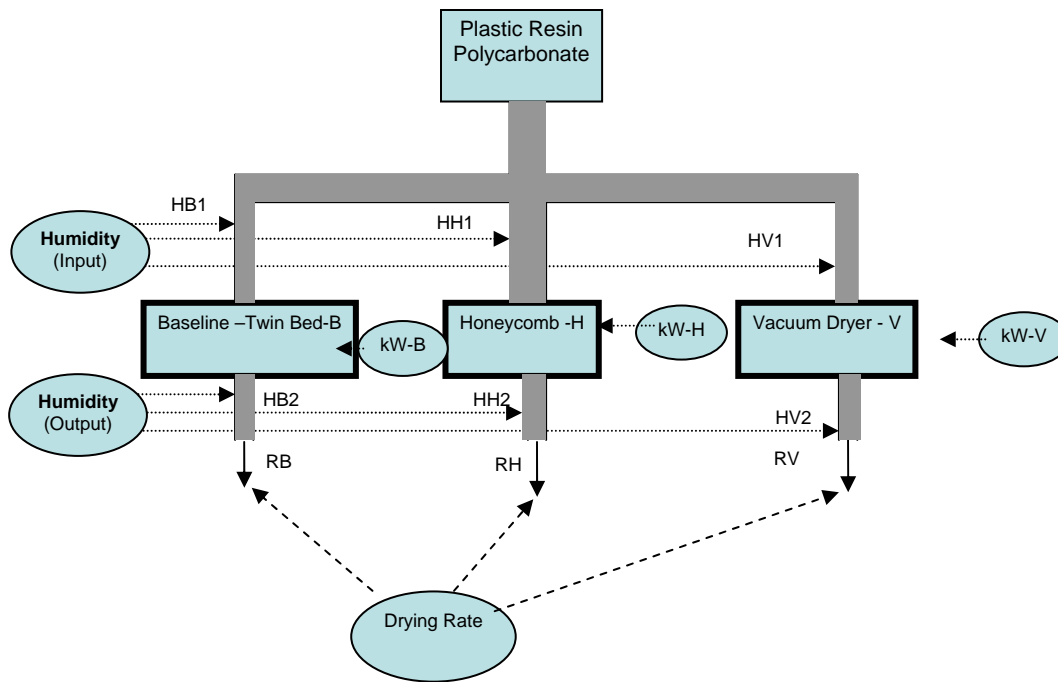 Plastic Resin
Polycarbonate
HB1
HH1
HV1
Humidity
(Input)
Baseline –Twin Bed-B
kW-B
Honeycomb -H
kW-H
Vacuum Dryer - V
kW-V
Humidity
(Output)
HB2
HH2
HV2
RB
RH
RV
Drying Rate